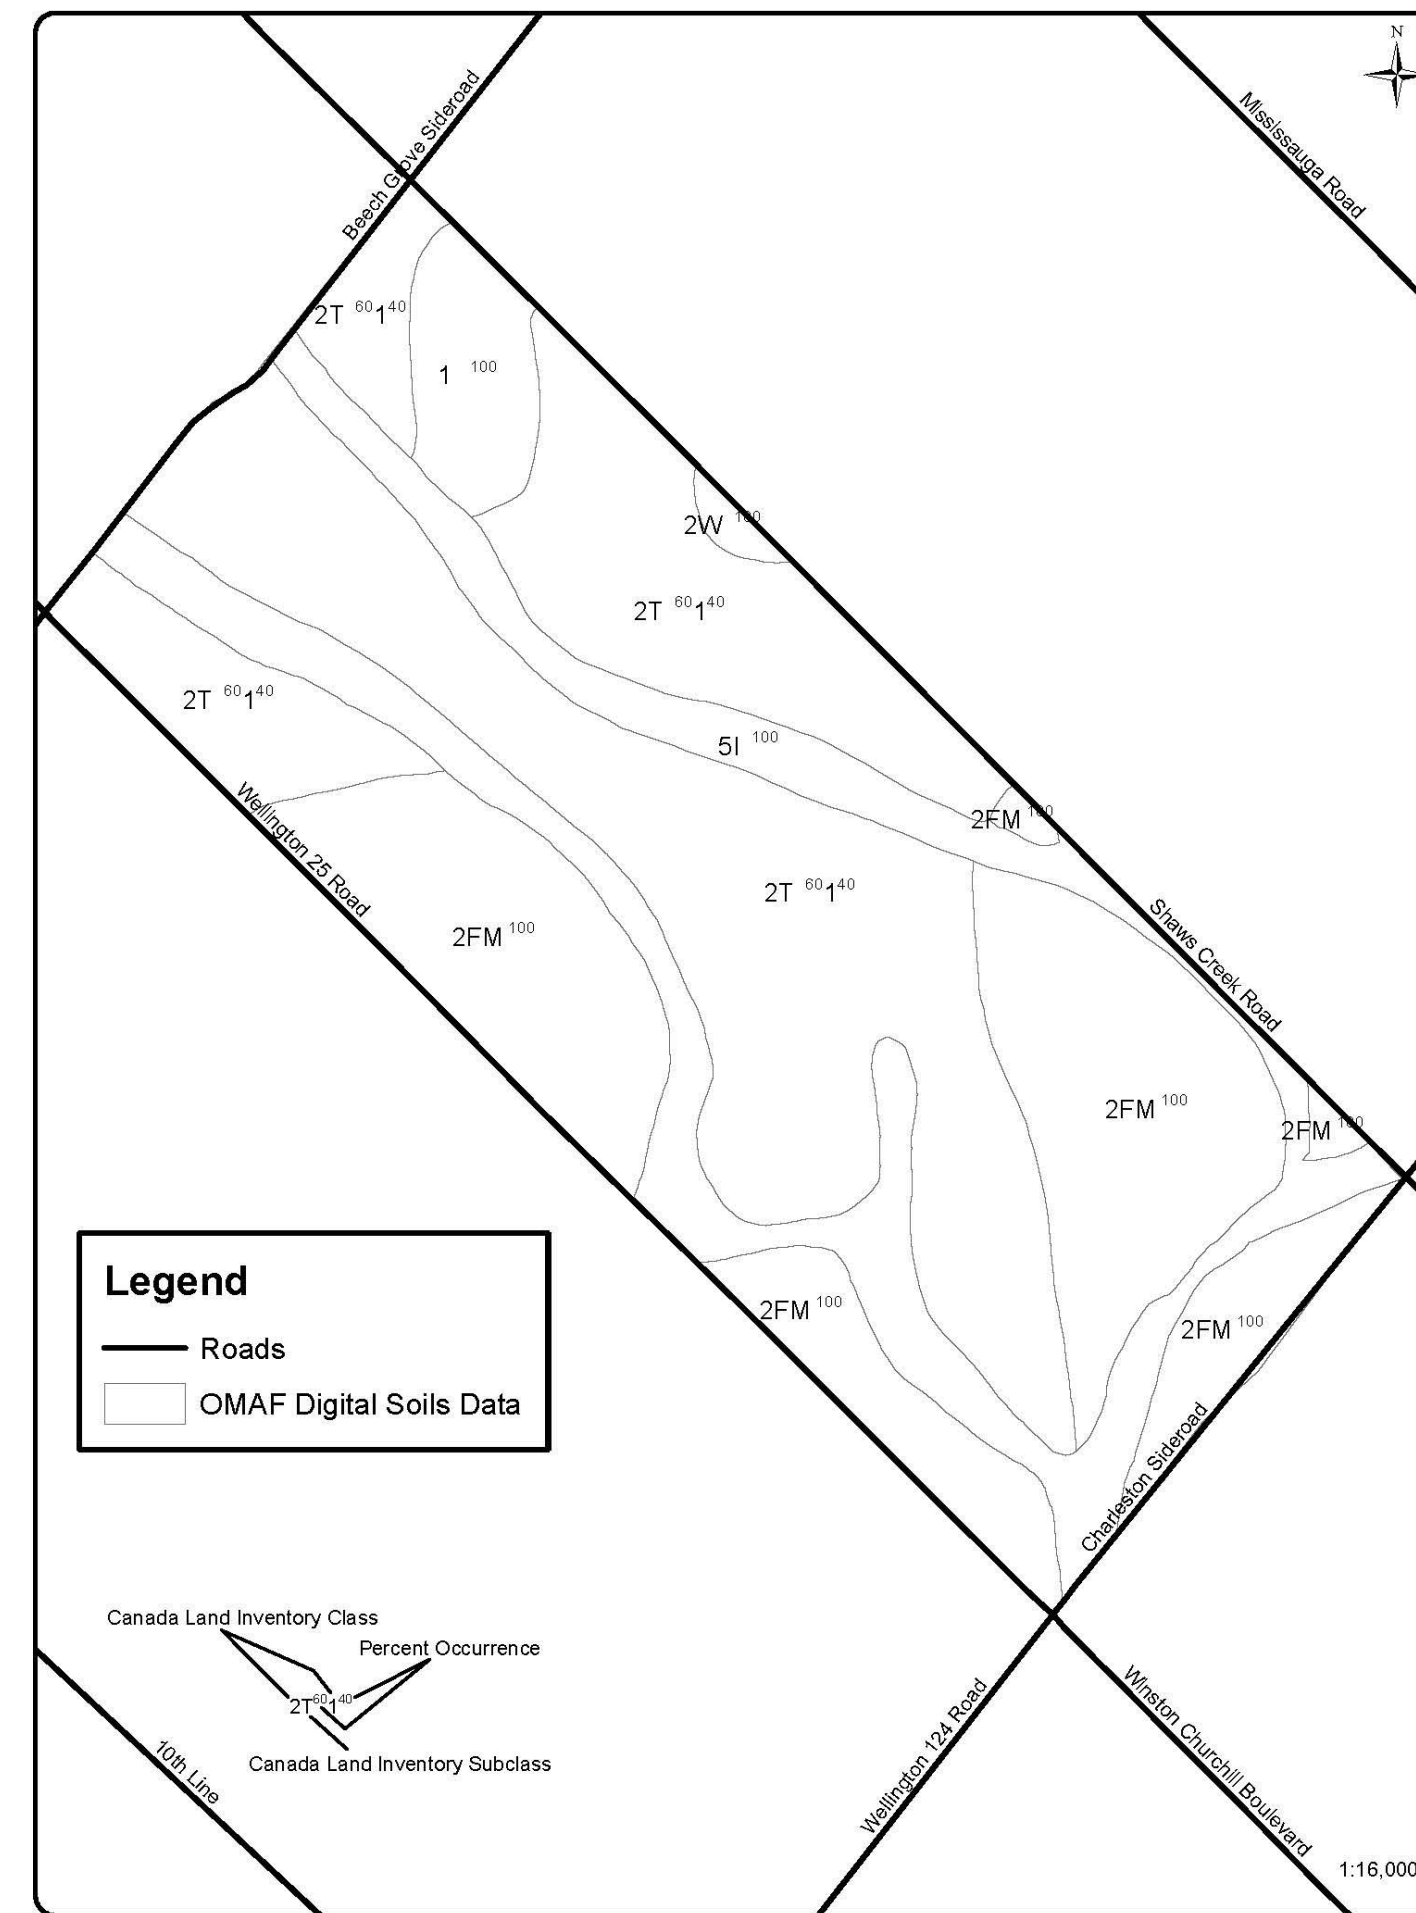 N
Beech Grove Sideroad
Mississauga Road
2T 60 1 40
1 100
2W 100
2T 60 1 40
2T 60 1 40
5I 100
Wellington 25 Road
2FM 100
2T 60 1 40
2FM 100
Shaws Creek Road
2FM 100
2FM 100
2FM 100
2FM 100
Legend
Roads
OMAF Digital Soils Data
Charleston Sideroad
Canada Land Inventory Class
Percent Occurrence
2T 60 1 40
Canada Land Inventory Subclass
10th Line
Wellington 124 Road
Winston Churchill Boulevard
1:16,000